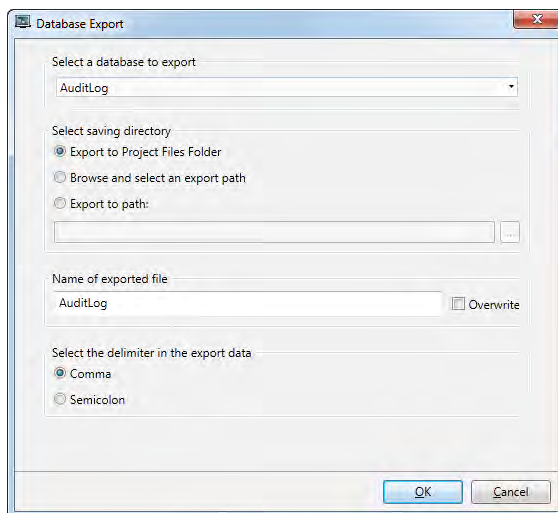 Database Export
Select a database to export
AuditLog
Select saving directory
Export to Project Files Folder
Browse and select an export path
Export to path:
...
Name of exported file
AuditLog
Overwrite
Select the delimiter in the export data
Comma
Semicolon
OK
Cancel